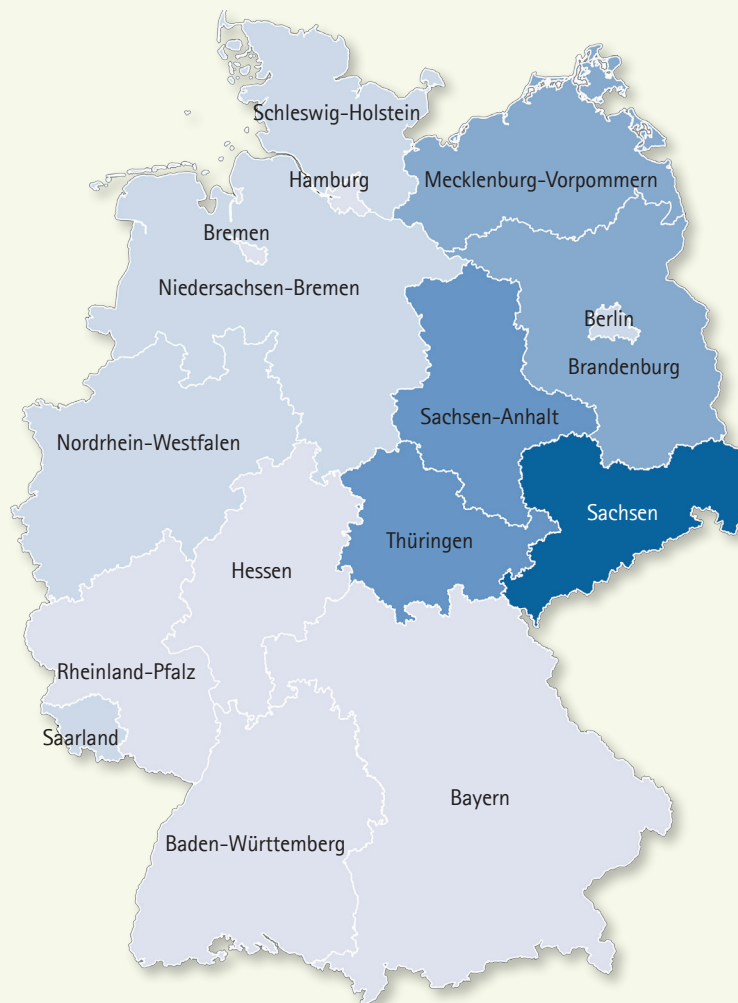 Schleswig-Holstein
Hamburg
Mecklenburg-Vorpommern
Bremen
Niedersachsen-Bremen
Berlin
Brandenburg
Sachsen-Anhalt
Nordrhein-Westfalen
Sachsen
Thüringen
Hessen
Rheinland-Pfalz
Saarland
Bayern
Baden-Württemberg